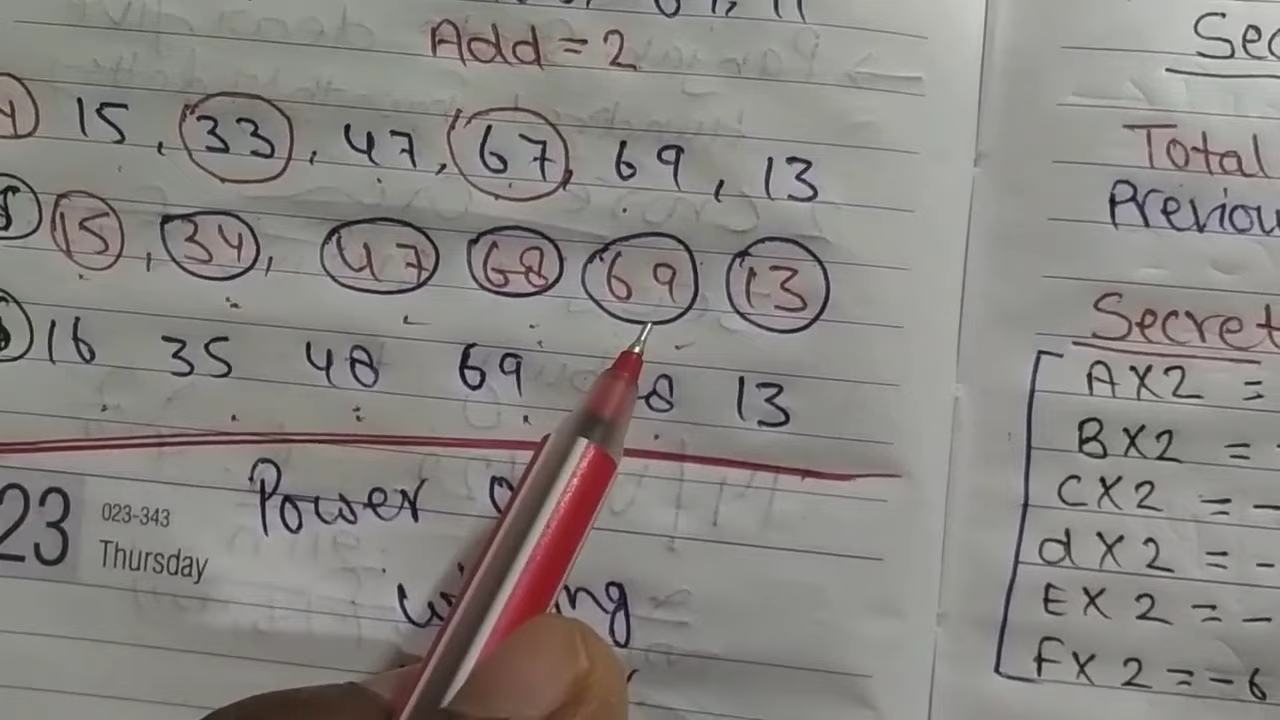 Add = 2
15, 33, 47, 67, 69, 13
15, 34, 47 68 69 13
16 35 48 69 8 13
23 023-343
Thursday
Power
Total
Secret
A X 2 =
B X 2 =
C X 2 = -
d X 2 = -
E X 2 = -
F X 2 = -6